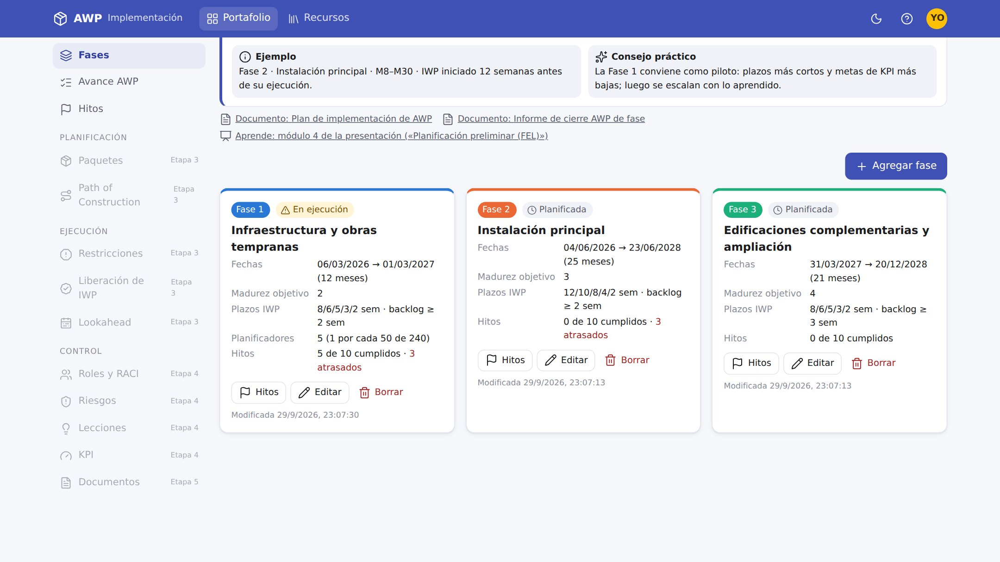 AWP Implementación
Portafolio
Recursos
YO
Fases
Avance AWP
Hitos
PLANIFICACIÓN
Paquetes Etapa 3
Path of
Construction
Etapa
3
EJECUCIÓN
Restricciones Etapa 3
Liberación de
IWP
Etapa
3
Lookahead Etapa 3
CONTROL
Roles y RACI Etapa 4
Riesgos Etapa 4
Lecciones Etapa 4
KPI Etapa 4
Documentos Etapa 5
Ejemplo
Fase 2 · Instalación principal · M8–M30 · IWP iniciado 12 semanas antes
de su ejecución.
Consejo práctico
La Fase 1 conviene como piloto: plazos más cortos y metas de KPI más
bajas; luego se escalan con lo aprendido.
Documento: Plan de implementación de AWP
Documento: Informe de cierre AWP de fase
Aprende: módulo 4 de la presentación («Planificación preliminar (FEL)»)
Agregar fase
Fase 1
En ejecución
Infraestructura y obras
tempranas
Fechas 06/03/2026 → 01/03/2027
(12 meses)
Madurez objetivo 2
Plazos IWP 8/6/5/3/2 sem · backlog ≥
2 sem
Planificadores 5 (1 por cada 50 de 240)
Hitos 5 de 10 cumplidos · 3
atrasados
Hitos
Editar
Borrar
Modificada 29/9/2026, 23:07:30
Fase 2
Planificada
Instalación principal
Fechas 04/06/2026 → 23/06/2028
(25 meses)
Madurez objetivo 3
Plazos IWP 12/10/8/4/2 sem · backlog
≥ 2 sem
Hitos 0 de 10 cumplidos · 3
atrasados
Hitos
Editar
Borrar
Modificada 29/9/2026, 23:07:13
Fase 3
Planificada
Edificaciones complementarias y
ampliación
Fechas 31/03/2027 → 20/12/2028
(21 meses)
Madurez objetivo 4
Plazos IWP 8/6/5/3/2 sem · backlog ≥
3 sem
Hitos 0 de 10 cumplidos
Hitos
Editar
Borrar
Modificada 29/9/2026, 23:07:13